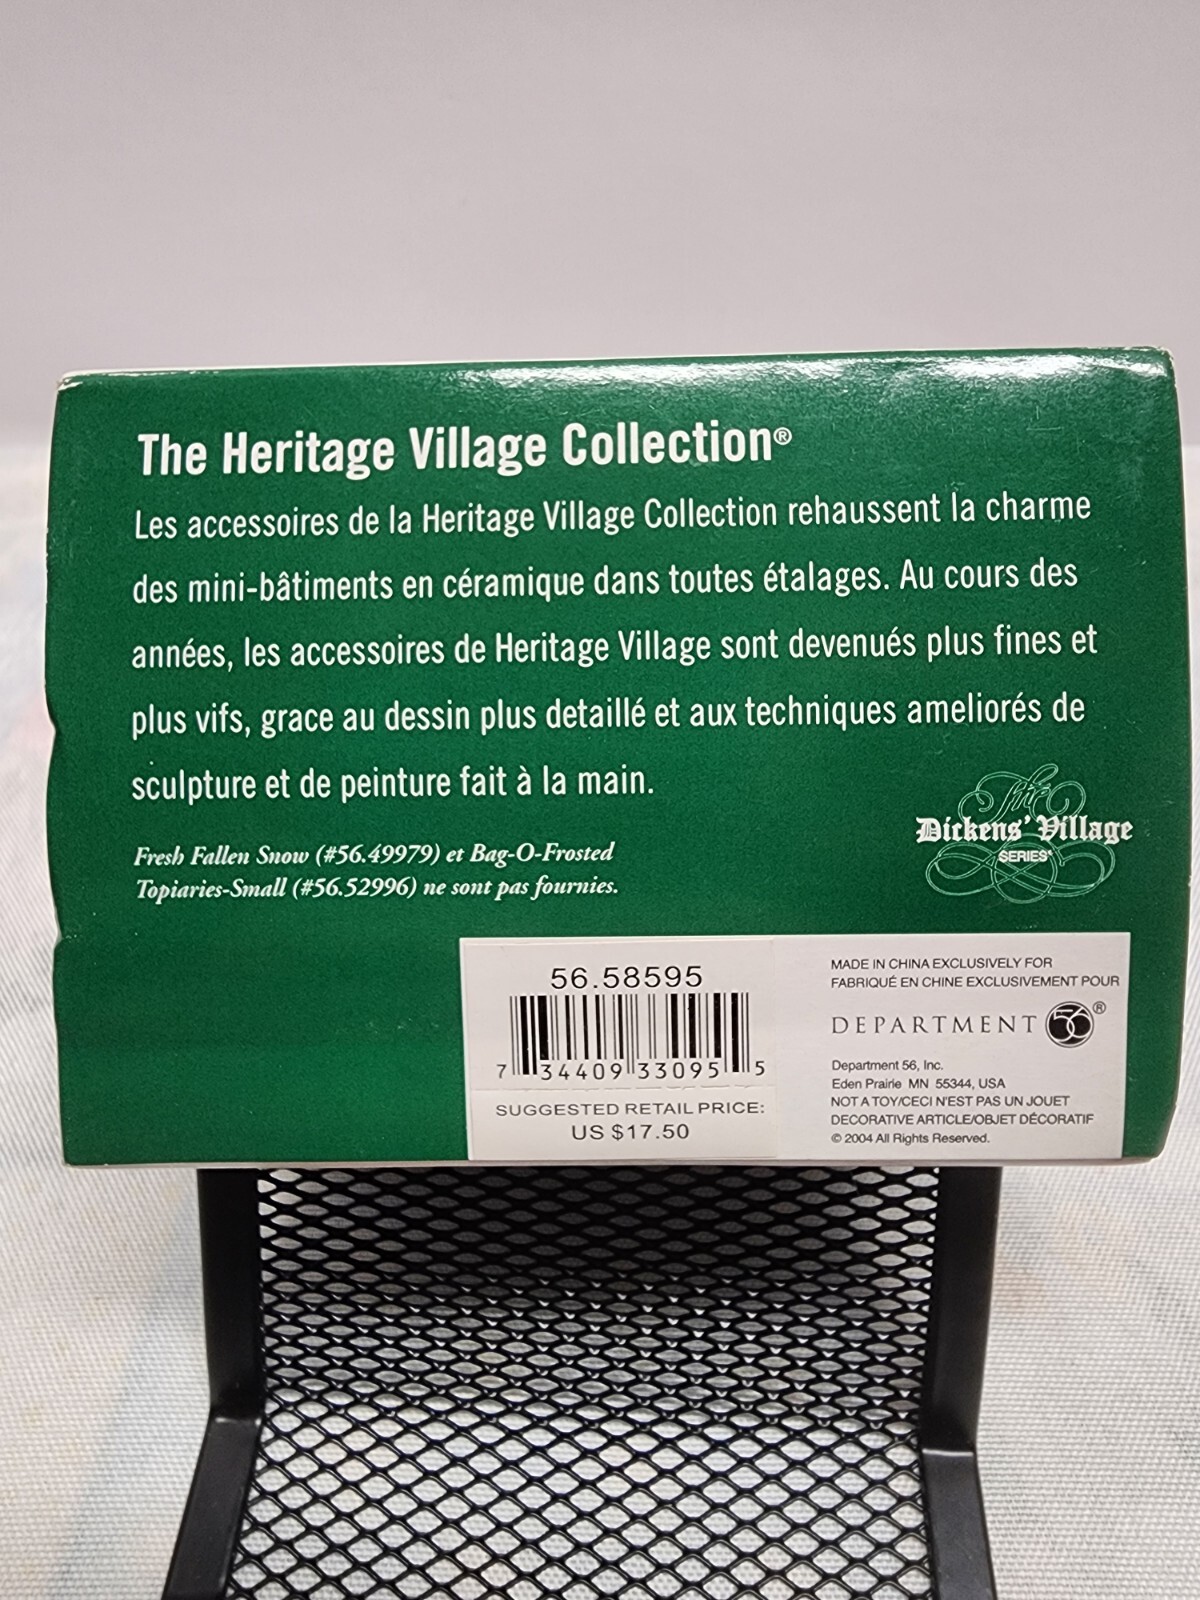 The Heritage Village Collection®
Les accessoires de la Heritage Village Collection rehaussent la charme
des mini-bâtiments en céramique dans toutes étalages. Au cours des
années, les accessoires de Heritage Village sont devenués plus fines et
plus vifs, grace au dessin plus detaillé et aux techniques ameliorés de
sculpture et de peinture fait à la main.
Fresh Fallen Snow (#56.49979) et Bag-O-Frosted
Topiaries-Small (#56.52996) ne sont pas fournies.
The
Dickens' Village
SERIES®
56.58595
7 34409 33095 5
SUGGESTED RETAIL PRICE:
US $17.50
MADE IN CHINA EXCLUSIVELY FOR
FABRIQUÉ EN CHINE EXCLUSIVEMENT POUR
DEPARTMENT 56®
Department 56, Inc.
Eden Prairie MN 55344, USA
NOT A TOY/CECI N'EST PAS UN JOUET
DECORATIVE ARTICLE/OBJET DÉCORATIF
© 2004 All Rights Reserved.